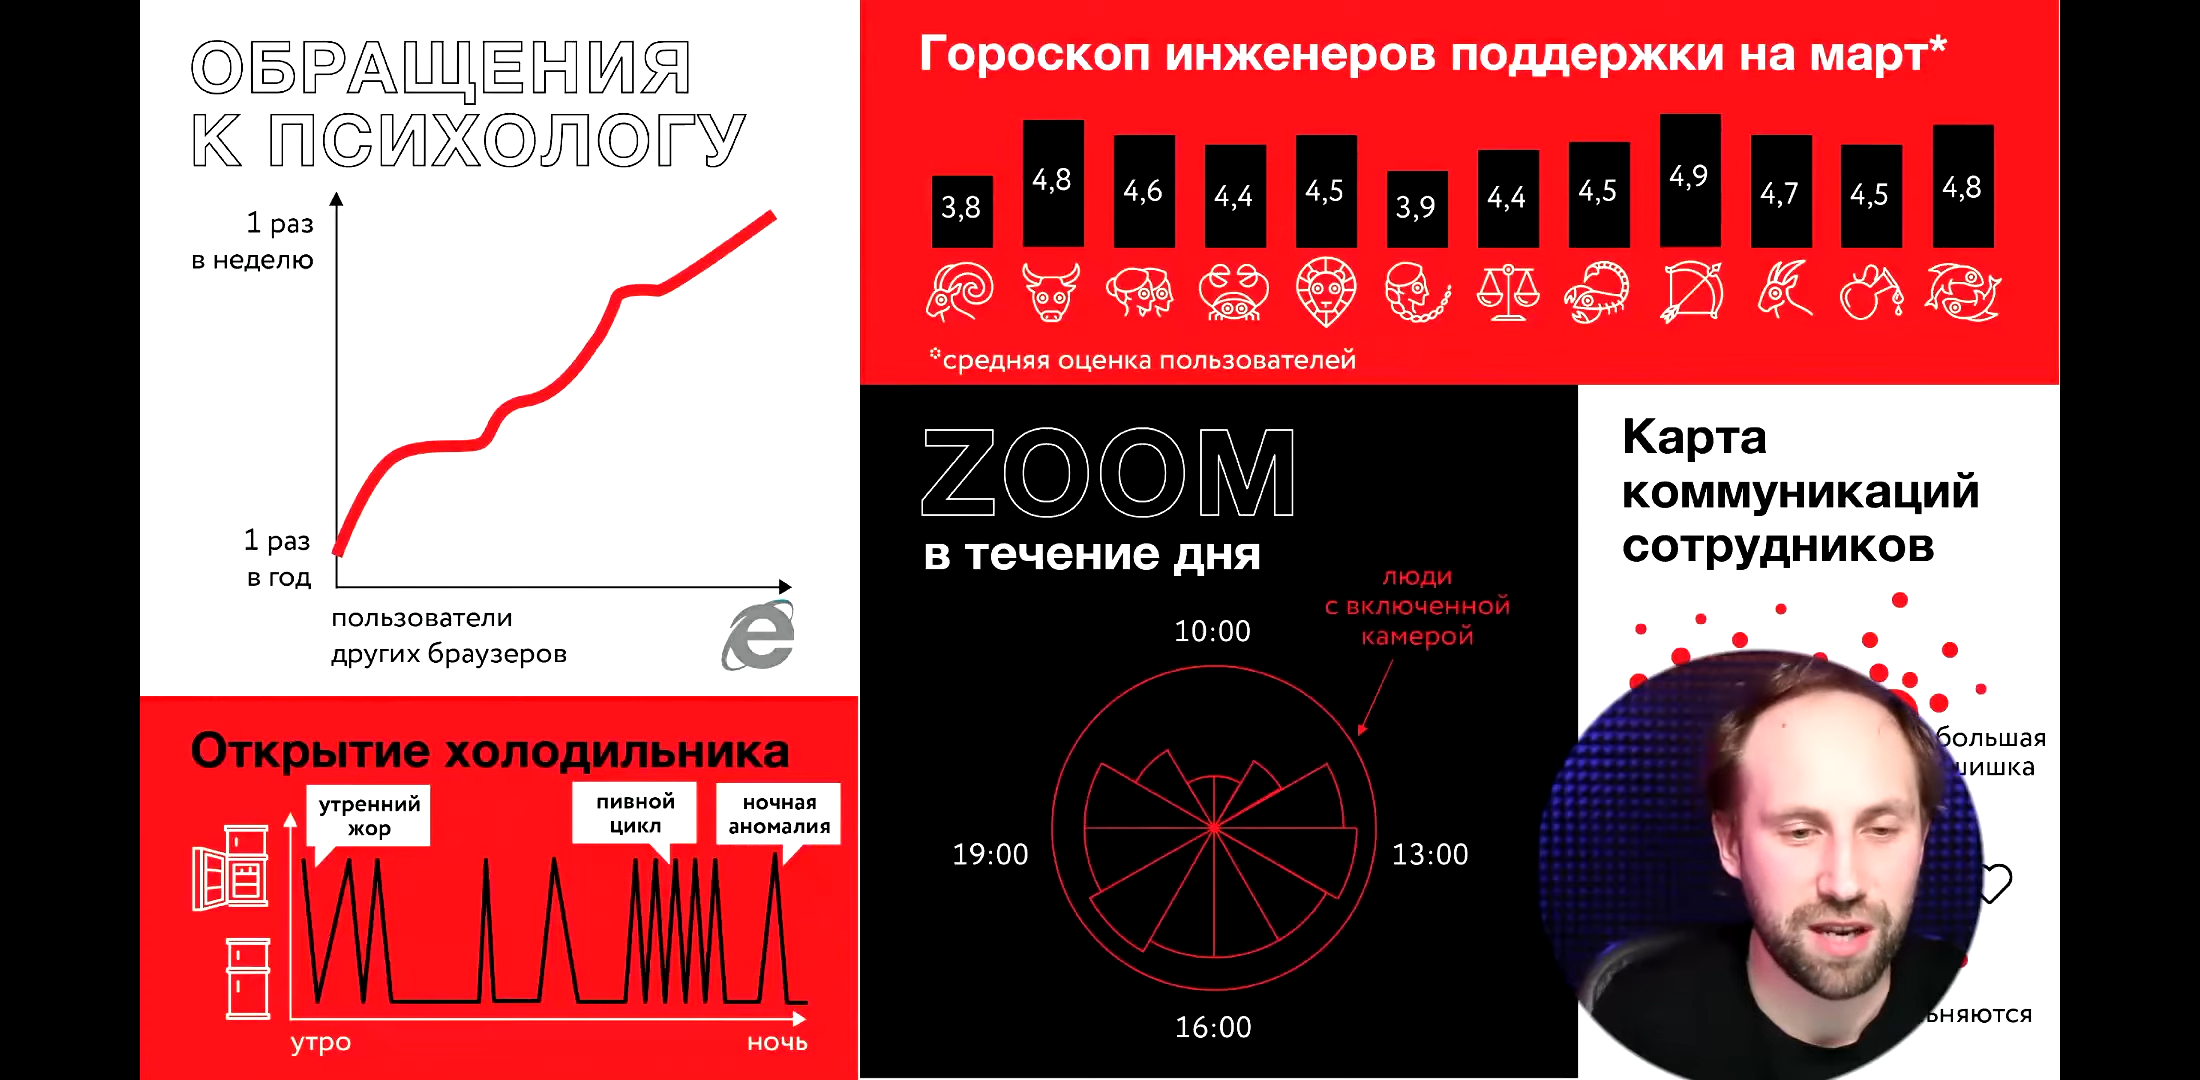 ОБРАЩЕНИЯ
К ПСИХОЛОГУ
1 раз
в неделю
1 раз
в год
пользователи
других браузеров
Открытие холодильника
утренний
жор
пивной
цикл
ночная
аномалия
утро
ночь
Гороскоп инженеров поддержки на март*
3,8
4,8
4,6
4,4
4,5
3,9
4,4
4,5
4,9
4,7
4,5
4,8
*средняя оценка пользователей
ZOOM
в течение дня
люди
с включенной
камерой
10:00
13:00
16:00
19:00
Карта
коммуникаций
сотрудников
большая